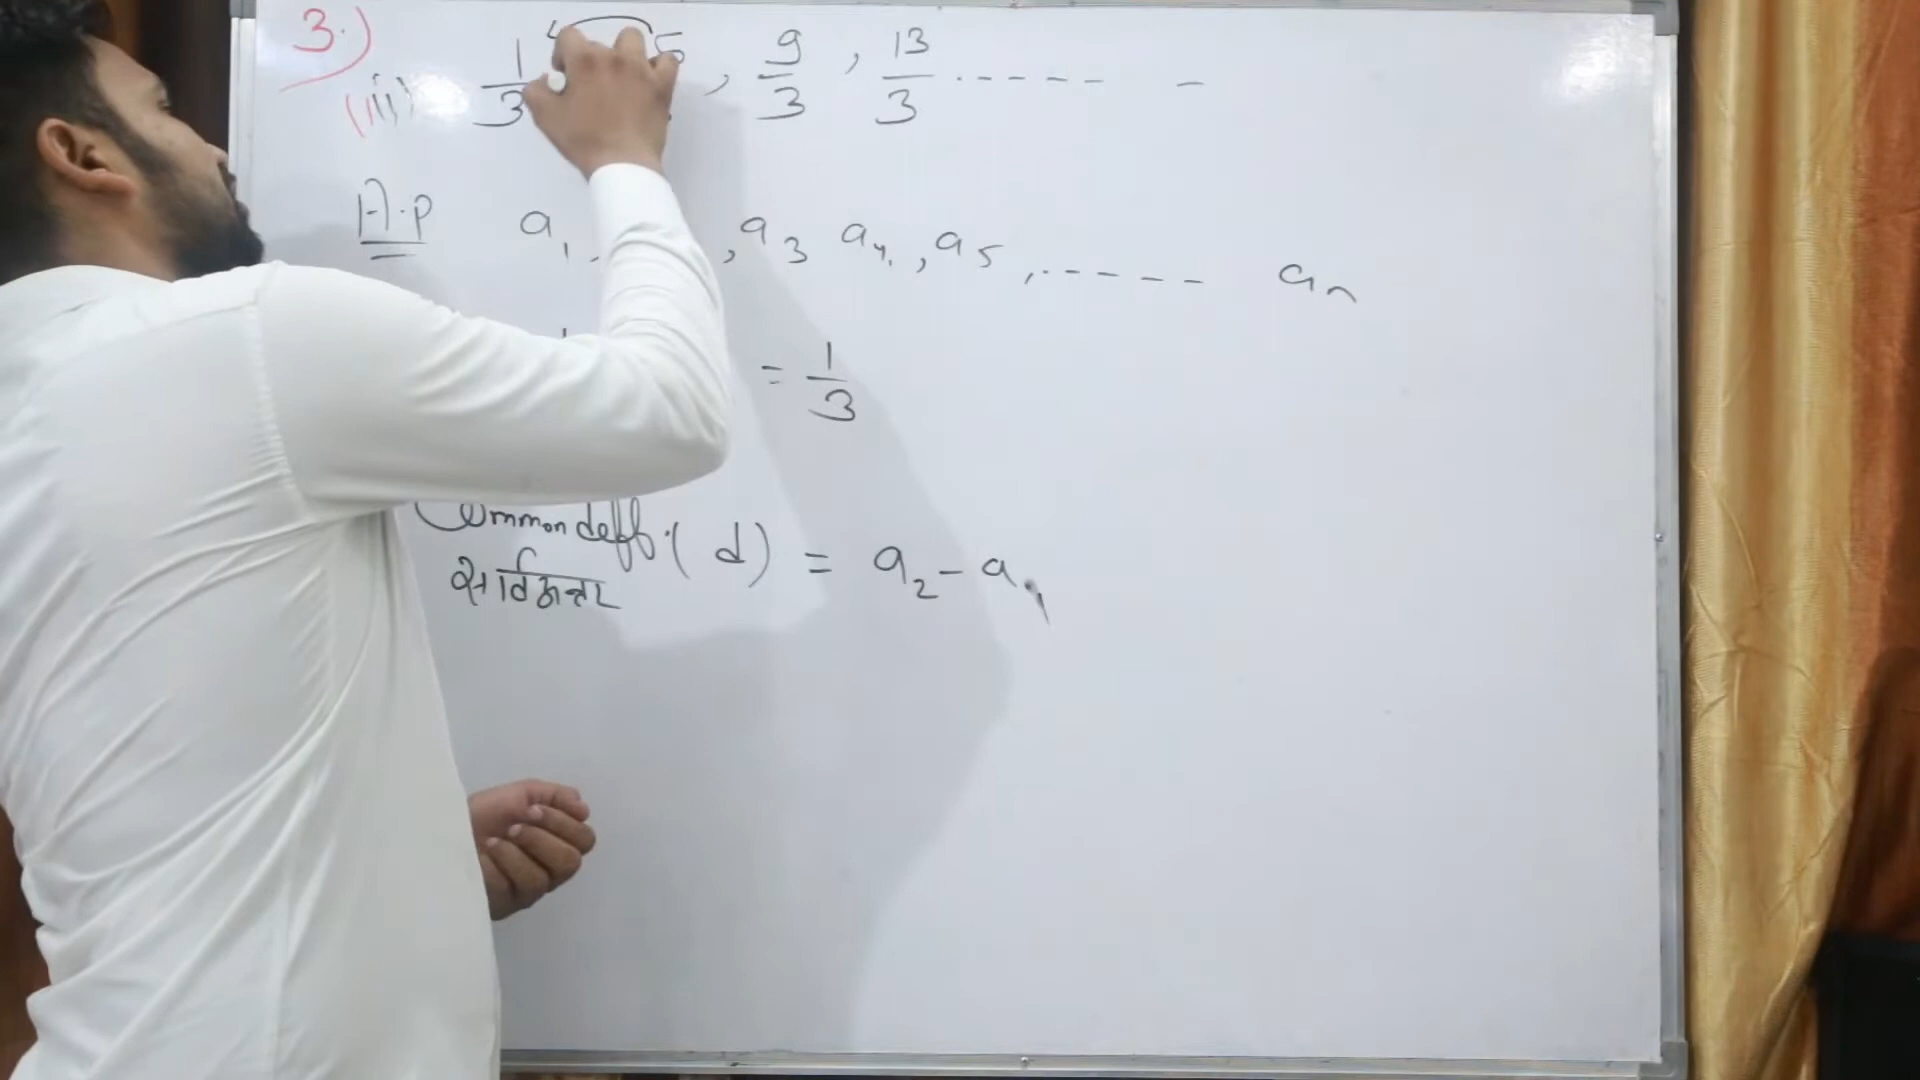 3.)
(iii) 1/3 5 , 9/3 , 13/3 ----- -
A.P a₁, , a₃ a₄, , a₅ , ----- aₙ
= 1/3
Common deff. ( d ) = a₂ - a₁
सार्वअन्तर